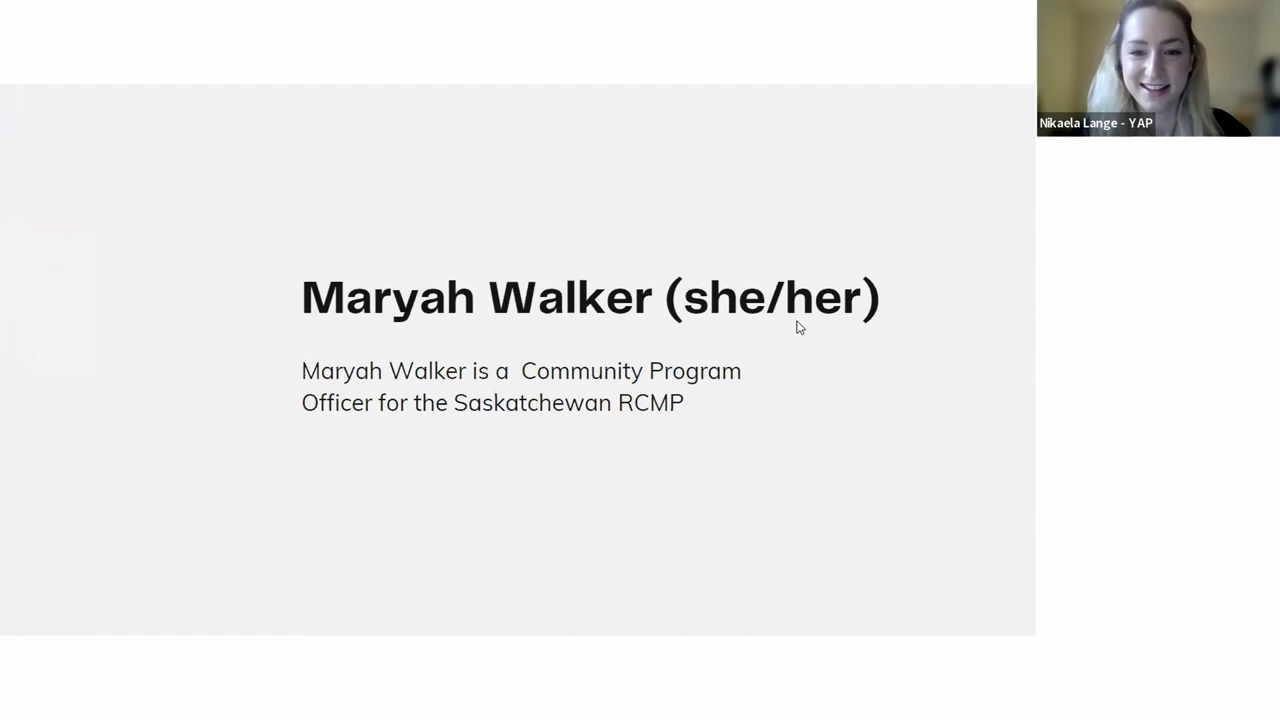 Maryah Walker (she/her)
Maryah Walker is a  Community Program
Officer for the Saskatchewan RCMP
Nikaela Lange - YAP